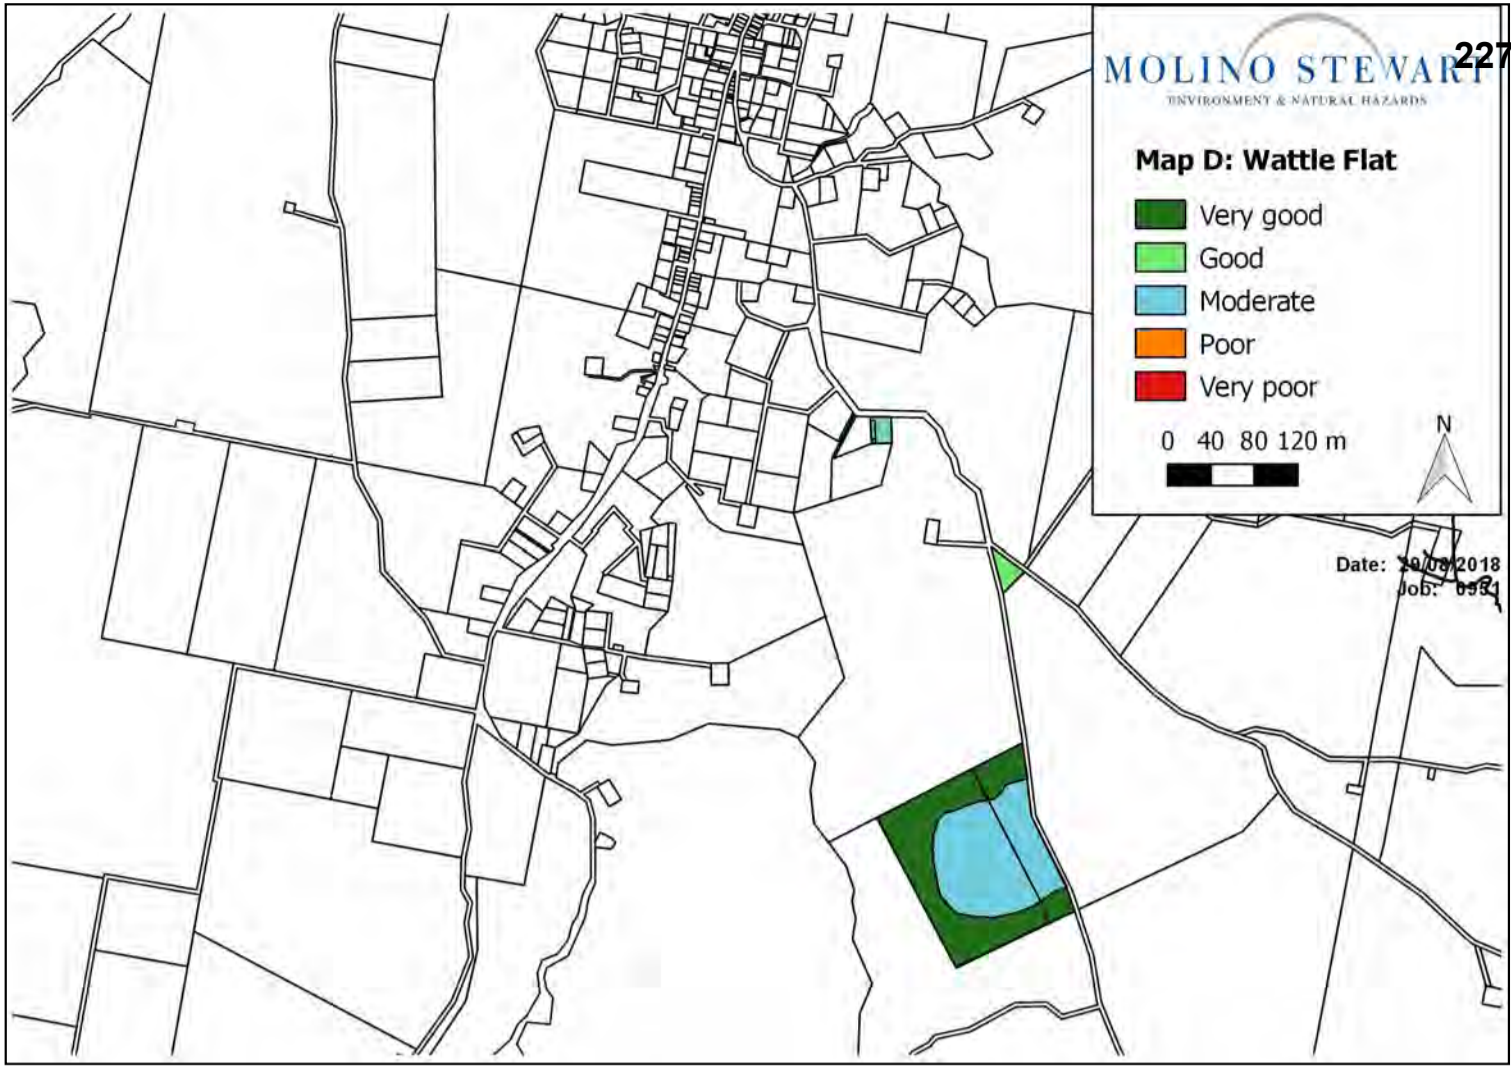 227
MOLINO STEWART
ENVIRONMENT & NATURAL HAZARDS
Map D: Wattle Flat
Very good
Good
Moderate
Poor
Very poor
0 40 80 120 m
N
Date: 2018
Job: